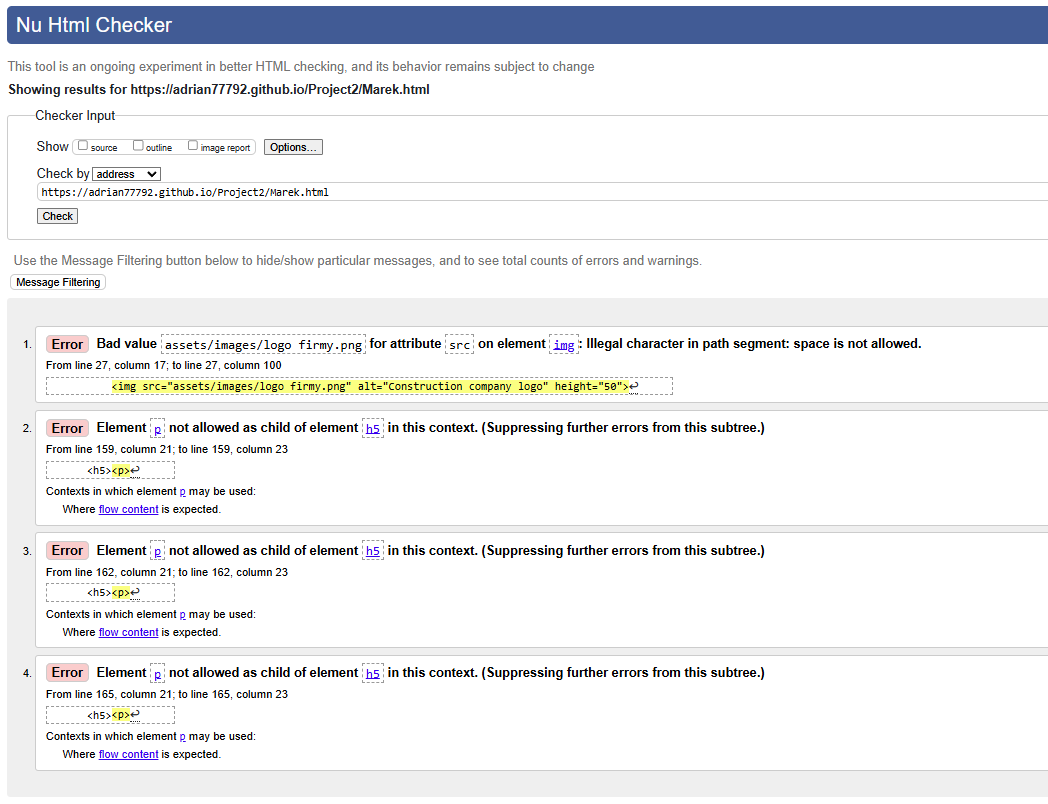 Nu Html Checker
This tool is an ongoing experiment in better HTML checking, and its behavior remains subject to change
Showing results for https://adrian77792.github.io/Project2/Marek.html
Checker Input
Show source outline image report Options...
Check by address
https://adrian77792.github.io/Project2/Marek.html
Check
Use the Message Filtering button below to hide/show particular messages, and to see total counts of errors and warnings.
Message Filtering
1. Error Bad value assets/images/logo firmy.png for attribute src on element img: Illegal character in path segment: space is not allowed.
From line 27, column 17; to line 27, column 100
<img src="assets/images/logo firmy.png" alt="Construction company logo" height="50">↩
2. Error Element p not allowed as child of element h5 in this context. (Suppressing further errors from this subtree.)
From line 159, column 21; to line 159, column 23
<h5><p>↩
Contexts in which element p may be used:
Where flow content is expected.
3. Error Element p not allowed as child of element h5 in this context. (Suppressing further errors from this subtree.)
From line 162, column 21; to line 162, column 23
<h5><p>↩
Contexts in which element p may be used:
Where flow content is expected.
4. Error Element p not allowed as child of element h5 in this context. (Suppressing further errors from this subtree.)
From line 165, column 21; to line 165, column 23
<h5><p>↩
Contexts in which element p may be used:
Where flow content is expected.